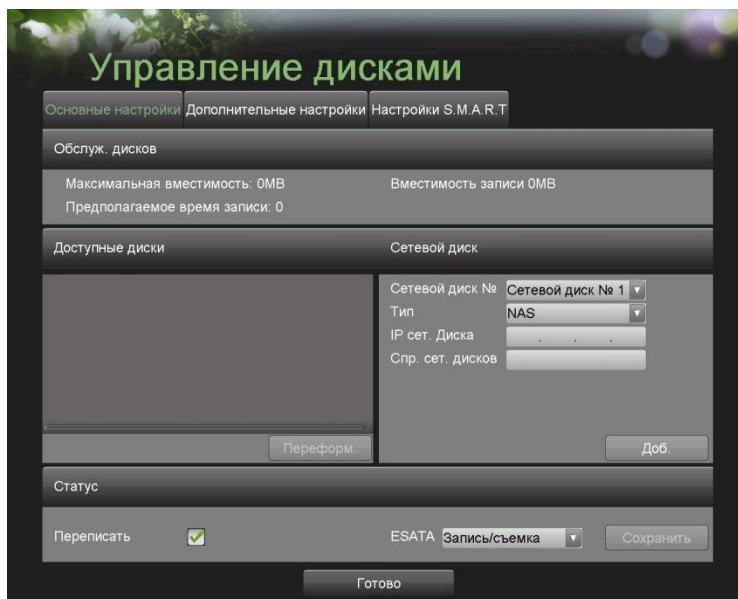 Управление дисками
Основные настройки Дополнительные настройки Настройки S.M.A.R.T
Обслуж. дисков
Максимальная вместимость: 0MB Вместимость записи 0MB
Предполагаемое время записи: 0
Доступные диски Сетевой диск
Сетевой диск № Сетевой диск № 1
Тип NAS
IP сет. Диска . . .
Спр. сет. дисков
Переформ. Доб.
Статус
Переписать ESATA Запись/съемка Сохранить
Готово